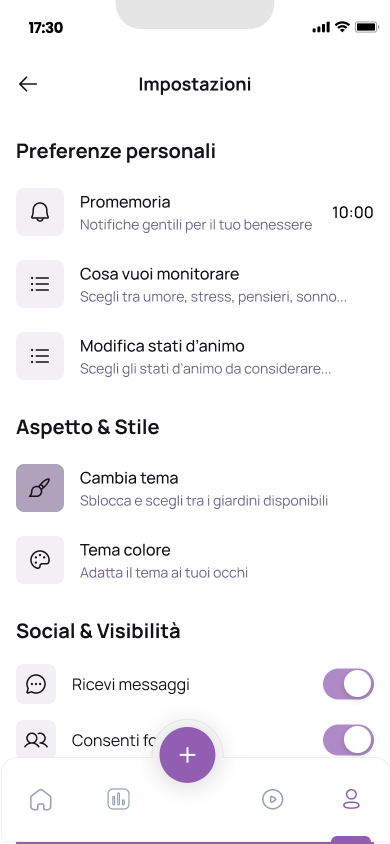 17:30
Impostazioni
Preferenze personali
Promemoria
10:00
Notifiche gentili per il tuo benessere
Cosa vuoi monitorare
Scegli tra umore, stress, pensieri, sonno...
Modifica stati d'animo
Scegli gli stati d'animo da considerare...
Aspetto & Stile
Cambia tema
Sblocca e scegli tra i giardini disponibili
Tema colore
Adatta il tema ai tuoi occhi
Social & Visibilità
Ricevi messaggi
Consenti